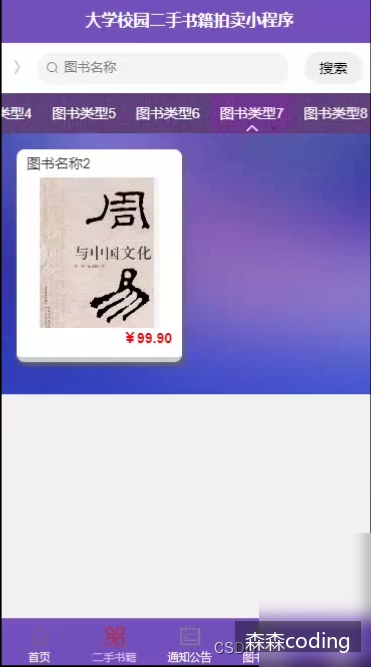 大学校园二手书籍拍卖小程序
图书名称
搜索
类型4 图书类型5 图书类型6 图书类型7 图书类型8
图书名称2
周
与中国文化
易
￥99.90
首页 二手书籍 通知公告
森森coding